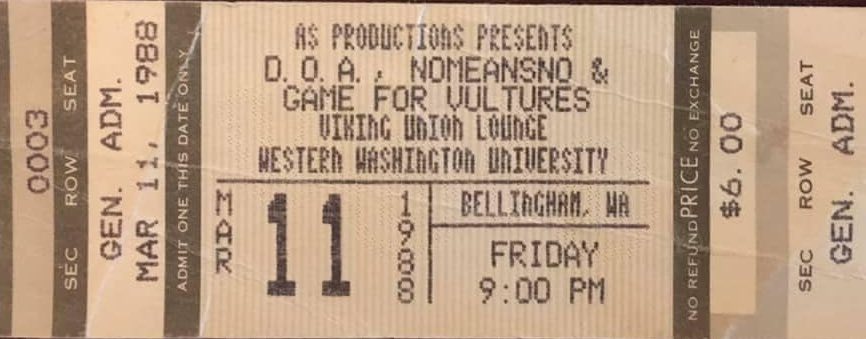 0003
SEC ROW SEAT
GEN. ADM.
MAR 11, 1988
ADMIT ONE THIS DATE ONLY
AS PRODUCTIONS PRESENTS
D.O.A., NOMEANSNO &
GAME FOR VULTURES
VIKING UNION LOUNGE
WESTERN WASHINGTON UNIVERSITY
MAR 11 1988
BELLINGHAM, WA
FRIDAY
9:00 PM
NO REFUND PRICE NO EXCHANGE
$6.00
SEC ROW SEAT
GEN. ADM.